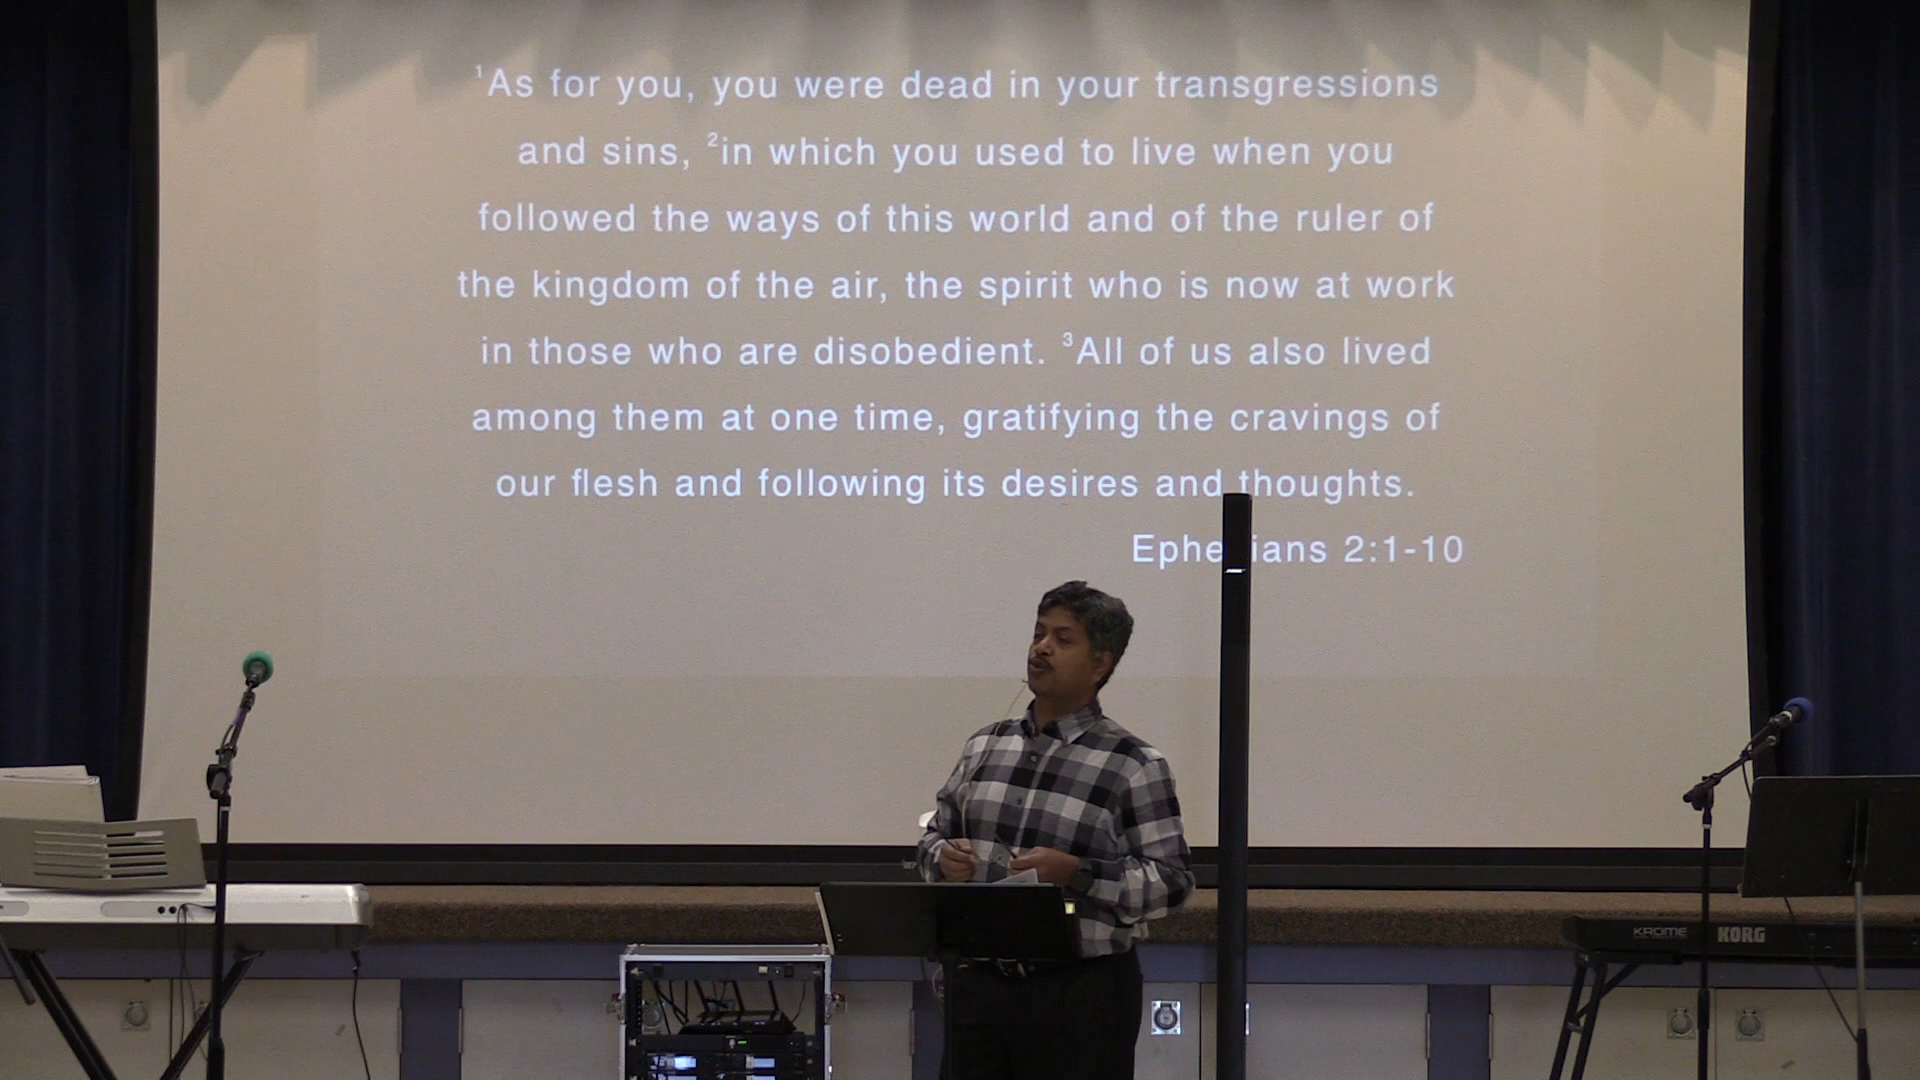 ¹As for you, you were dead in your transgressions
and sins, ²in which you used to live when you
followed the ways of this world and of the ruler of
the kingdom of the air, the spirit who is now at work
in those who are disobedient. ³All of us also lived
among them at one time, gratifying the cravings of
our flesh and following its desires and thoughts.
Ephesians 2:1-10
KROME KORG